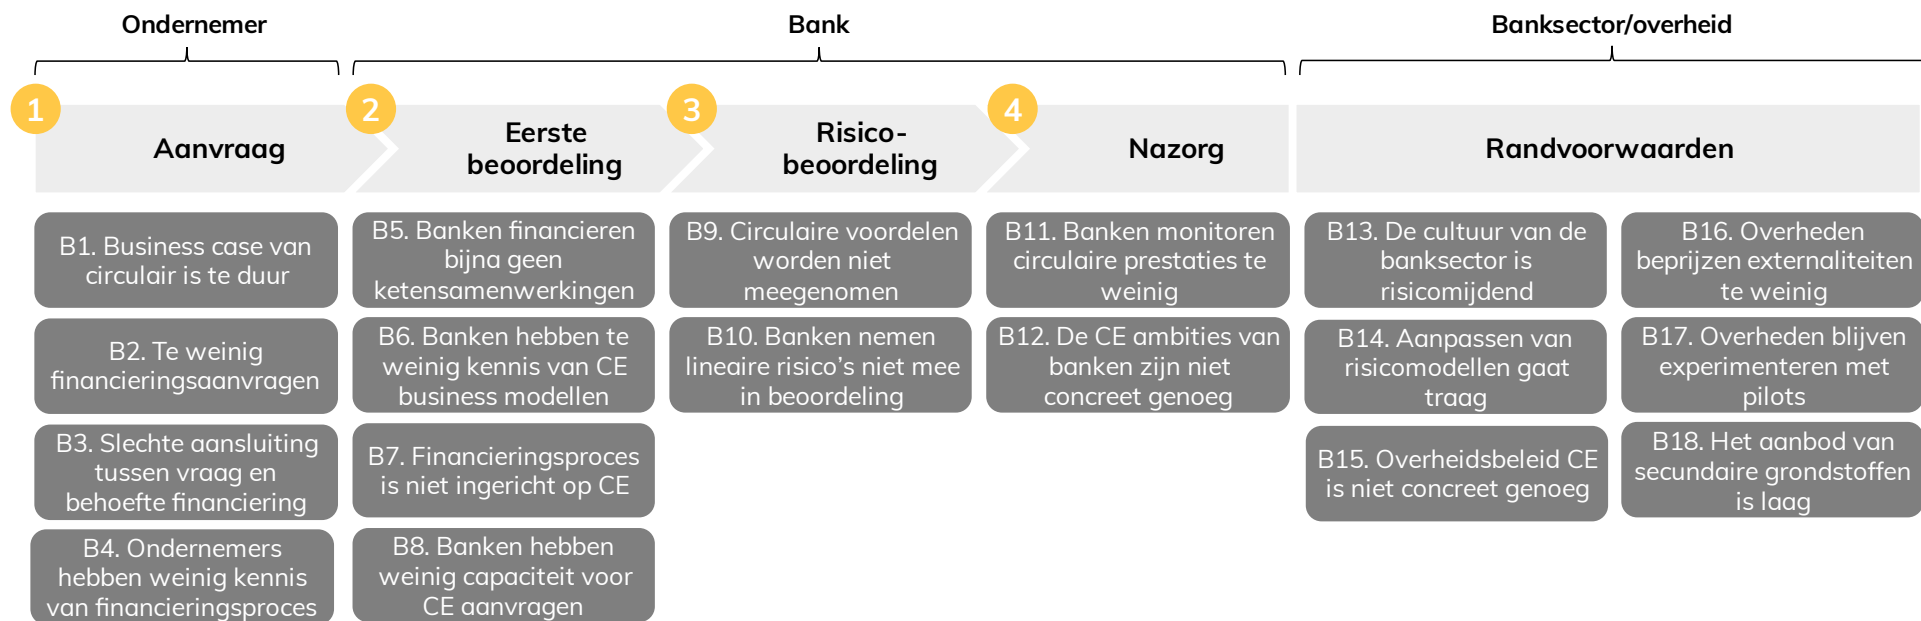 Ondernemer
Bank
Banksector/overheid
1
2
3
4
Aanvraag
Eerste
beoordeling
Risico-
beoordeling
Nazorg
Randvoorwaarden
B1. Business case van
circulair is te duur
B2. Te weinig
financieringsaanvragen
B3. Slechte aansluiting
tussen vraag en
behoefte financiering
B4. Ondernemers
hebben weinig kennis
van financieringsproces
B5. Banken financieren
bijna geen
ketensamenwerkingen
B6. Banken hebben te
weinig kennis van CE
business modellen
B7. Financieringsproces
is niet ingericht op CE
B8. Banken hebben
weinig capaciteit voor
CE aanvragen
B9. Circulaire voordelen
worden niet
meegenomen
B10. Banken nemen
lineaire risico's niet mee
in beoordeling
B11. Banken monitoren
circulaire prestaties te
weinig
B12. De CE ambities van
banken zijn niet
concreet genoeg
B13. De cultuur van de
banksector is
risicomijdend
B14. Aanpassen van
risicomodellen gaat
traag
B15. Overheidsbeleid CE
is niet concreet genoeg
B16. Overheden
beprijzen externaliteiten
te weinig
B17. Overheden blijven
experimenteren met
pilots
B18. Het aanbod van
secundaire grondstoffen
is laag